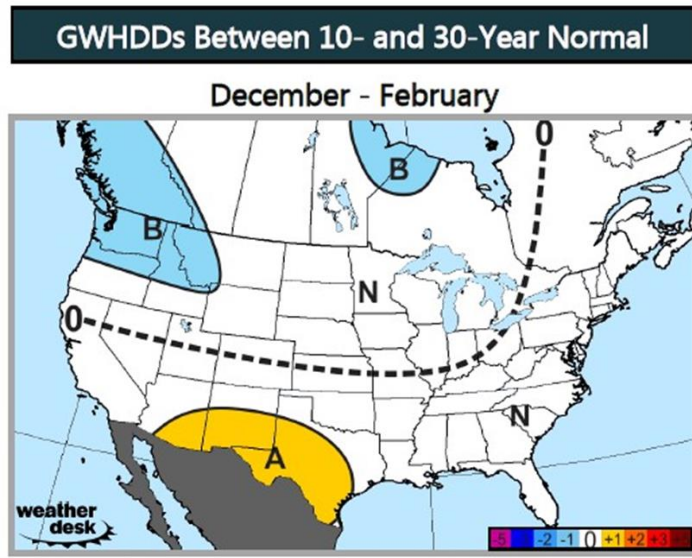 GWHDDs Between 10- and 30-Year Normal
December - February
0
B
B
N
0
N
A
weather
desk
-5 -2 -1 0 +1 +2 +3